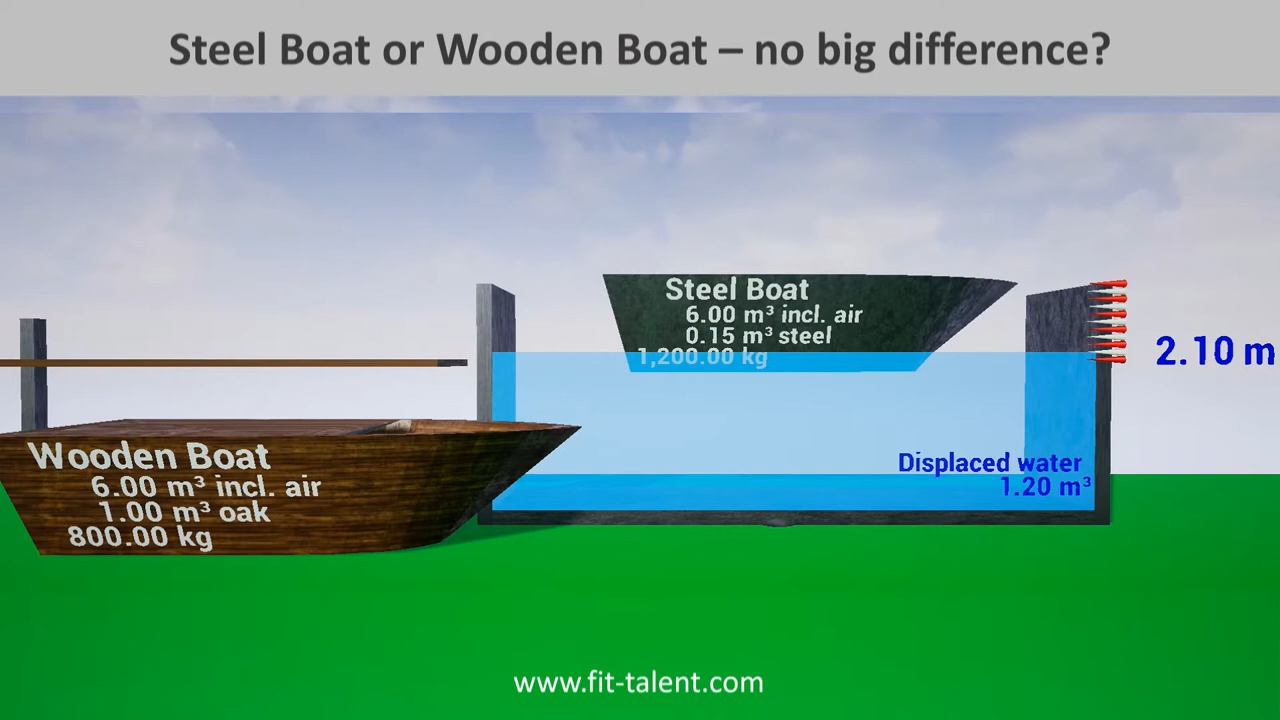 Steel Boat or Wooden Boat – no big difference?
Steel Boat
6.00 m³ incl. air
0.15 m³ steel
1,200.00 kg
2.10 m
Wooden Boat
6.00 m³ incl. air
1.00 m³ oak
800.00 kg
Displaced water
1.20 m³
www.fit-talent.com